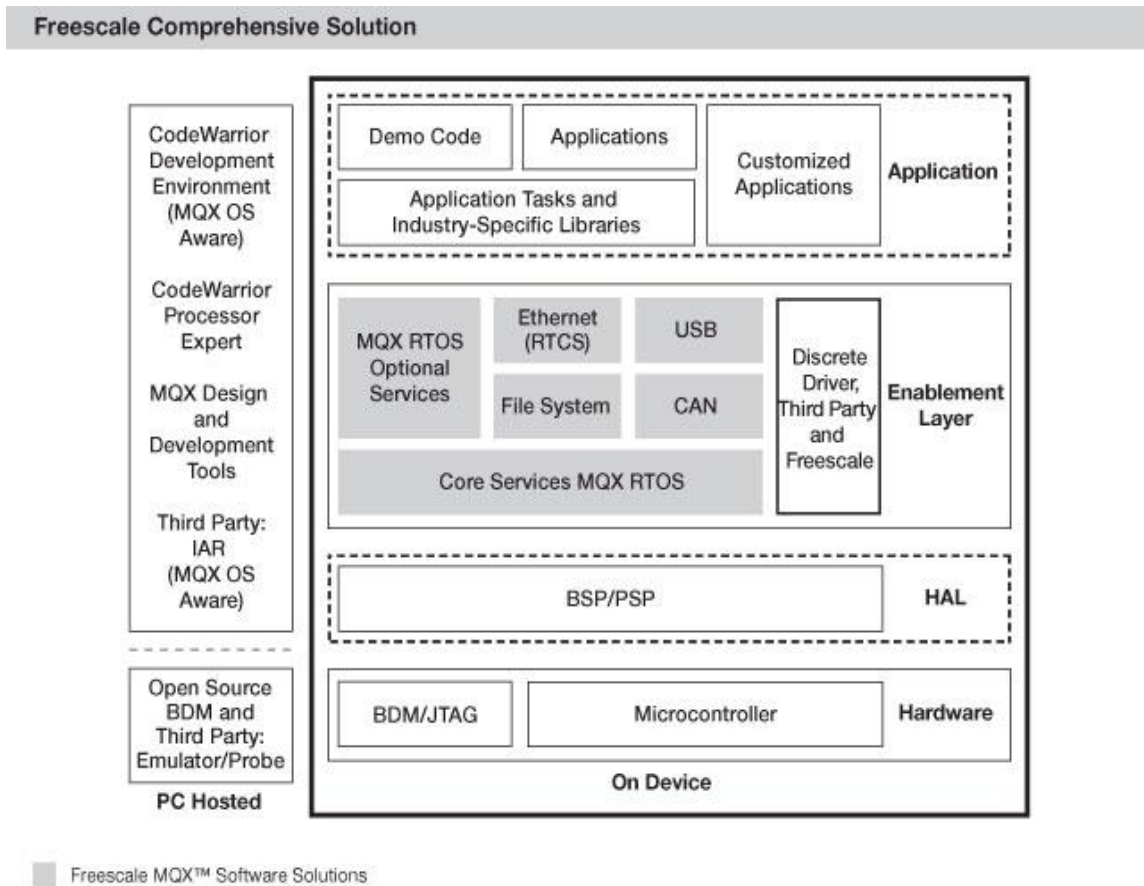 Freescale Comprehensive Solution
CodeWarrior
Development
Environment
(MQX OS
Aware)
CodeWarrior
Processor
Expert
MQX Design
and
Development
Tools
Third Party:
IAR
(MQX OS
Aware)
Open Source
BDM and
Third Party:
Emulator/Probe
PC Hosted
Demo Code
Applications
Application Tasks and
Industry-Specific Libraries
Customized
Applications
Application
MQX RTOS
Optional
Services
Ethernet
(RTCS)
USB
File System
CAN
Core Services MQX RTOS
Discrete
Driver,
Third Party
and
Freescale
Enablement
Layer
BSP/PSP
HAL
BDM/JTAG
Microcontroller
Hardware
On Device
Freescale MQX™ Software Solutions